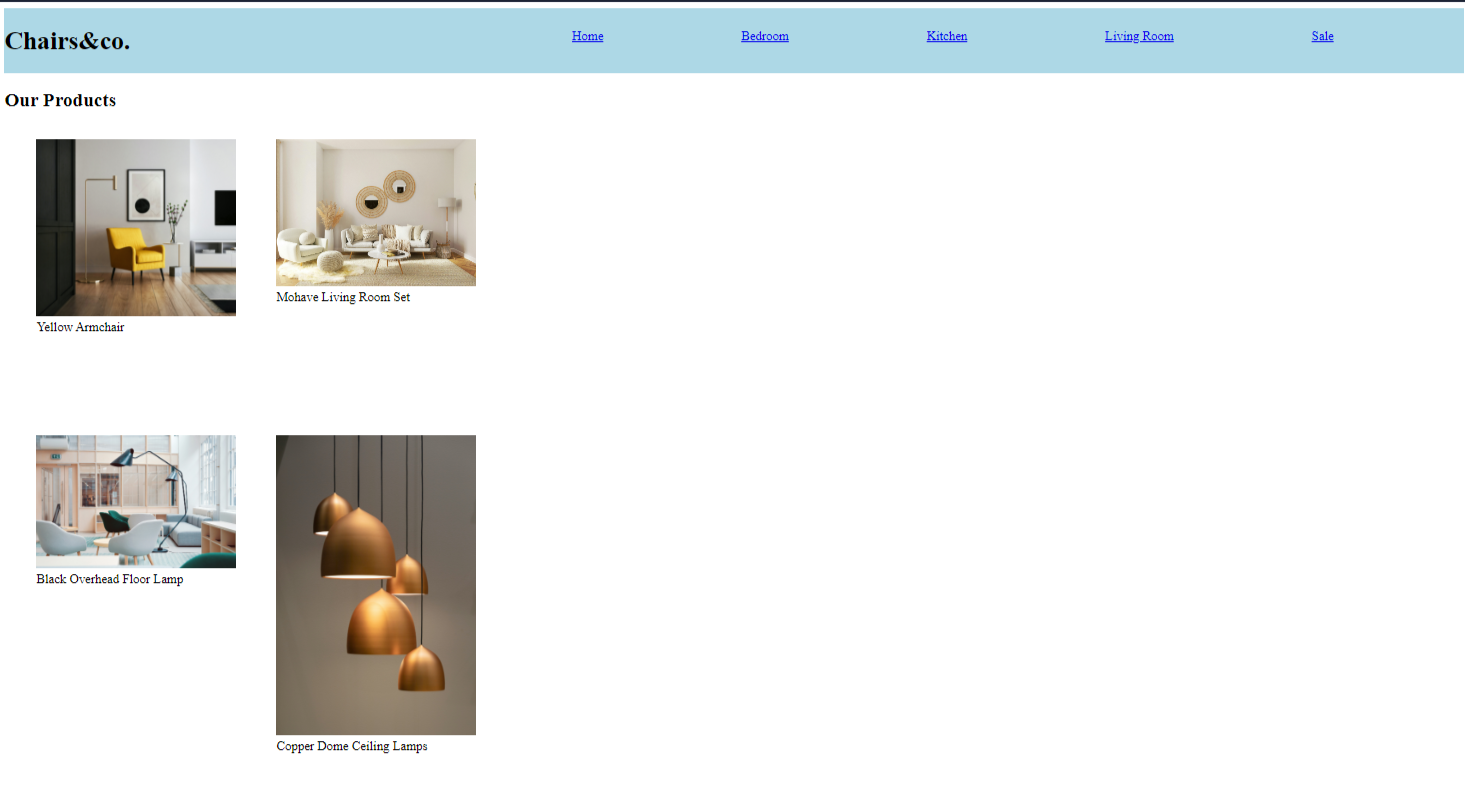 Chairs&co.
Home
Bedroom
Kitchen
Living Room
Sale
Our Products
Yellow Armchair
Mohave Living Room Set
Black Overhead Floor Lamp
Copper Dome Ceiling Lamps